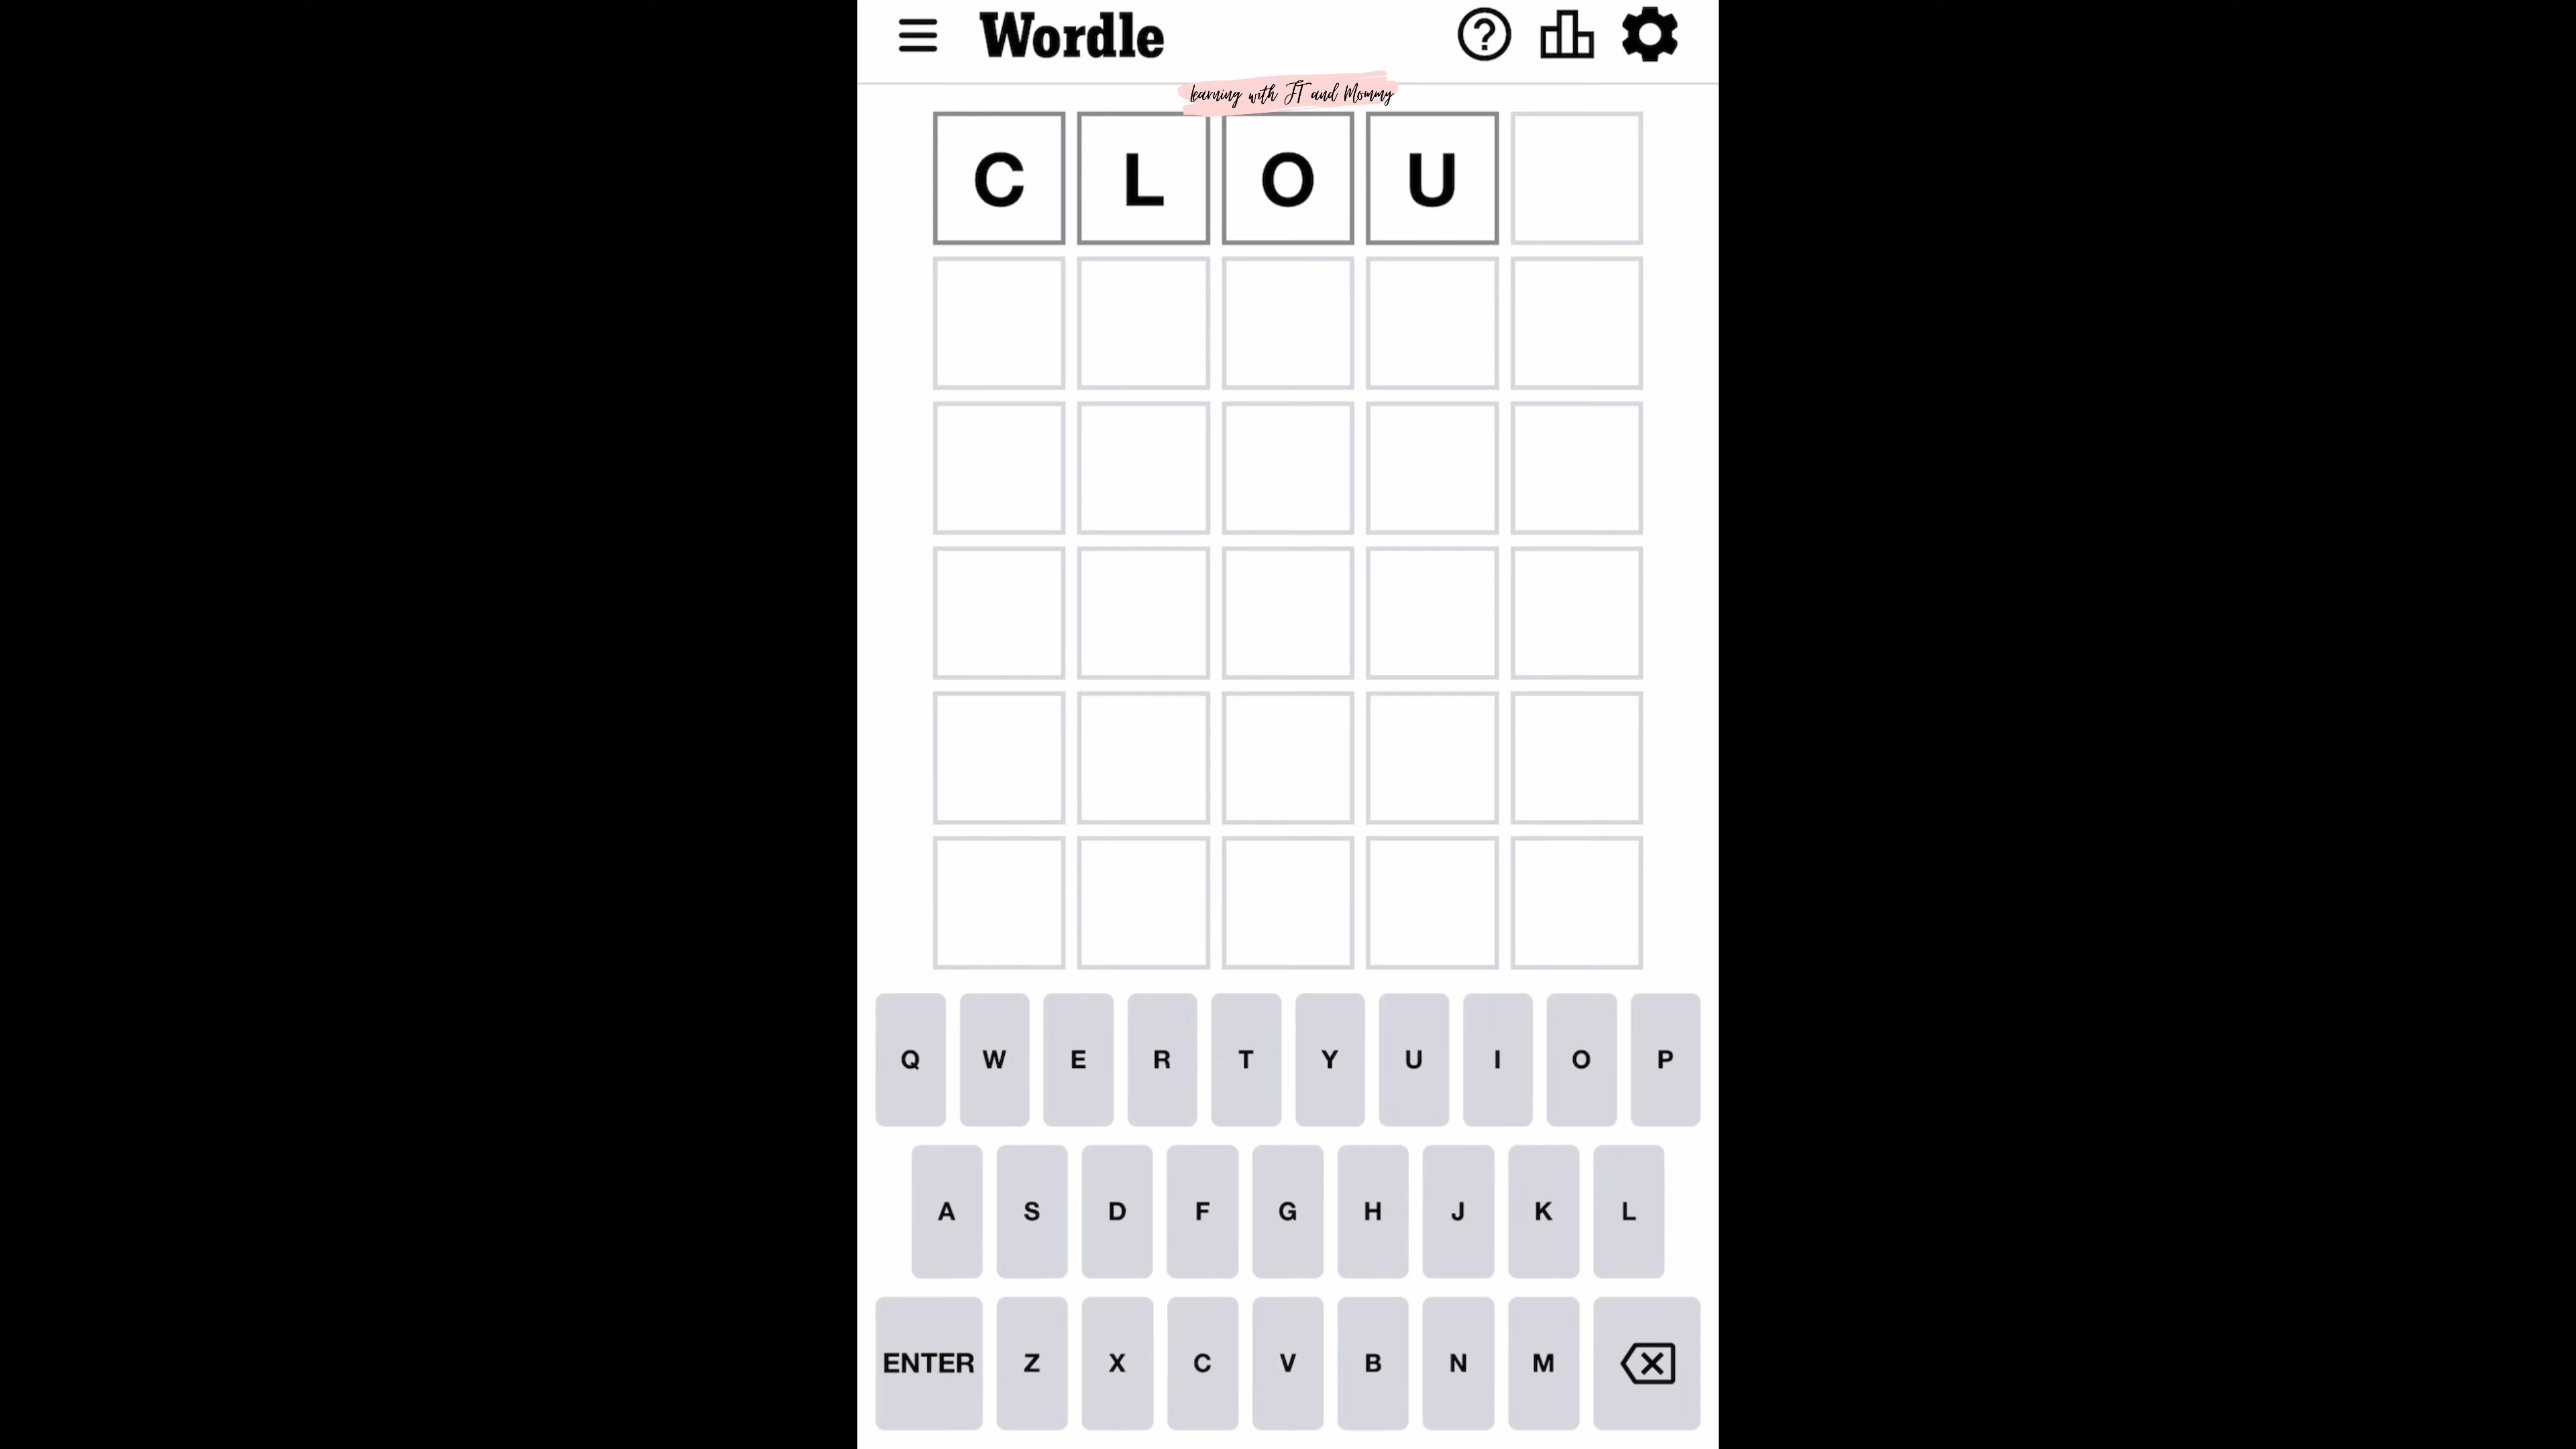 Wordle
learning with JT and Mommy
C L O U
Q W E R T Y U I O P
A S D F G H J K L
ENTER Z X C V B N M